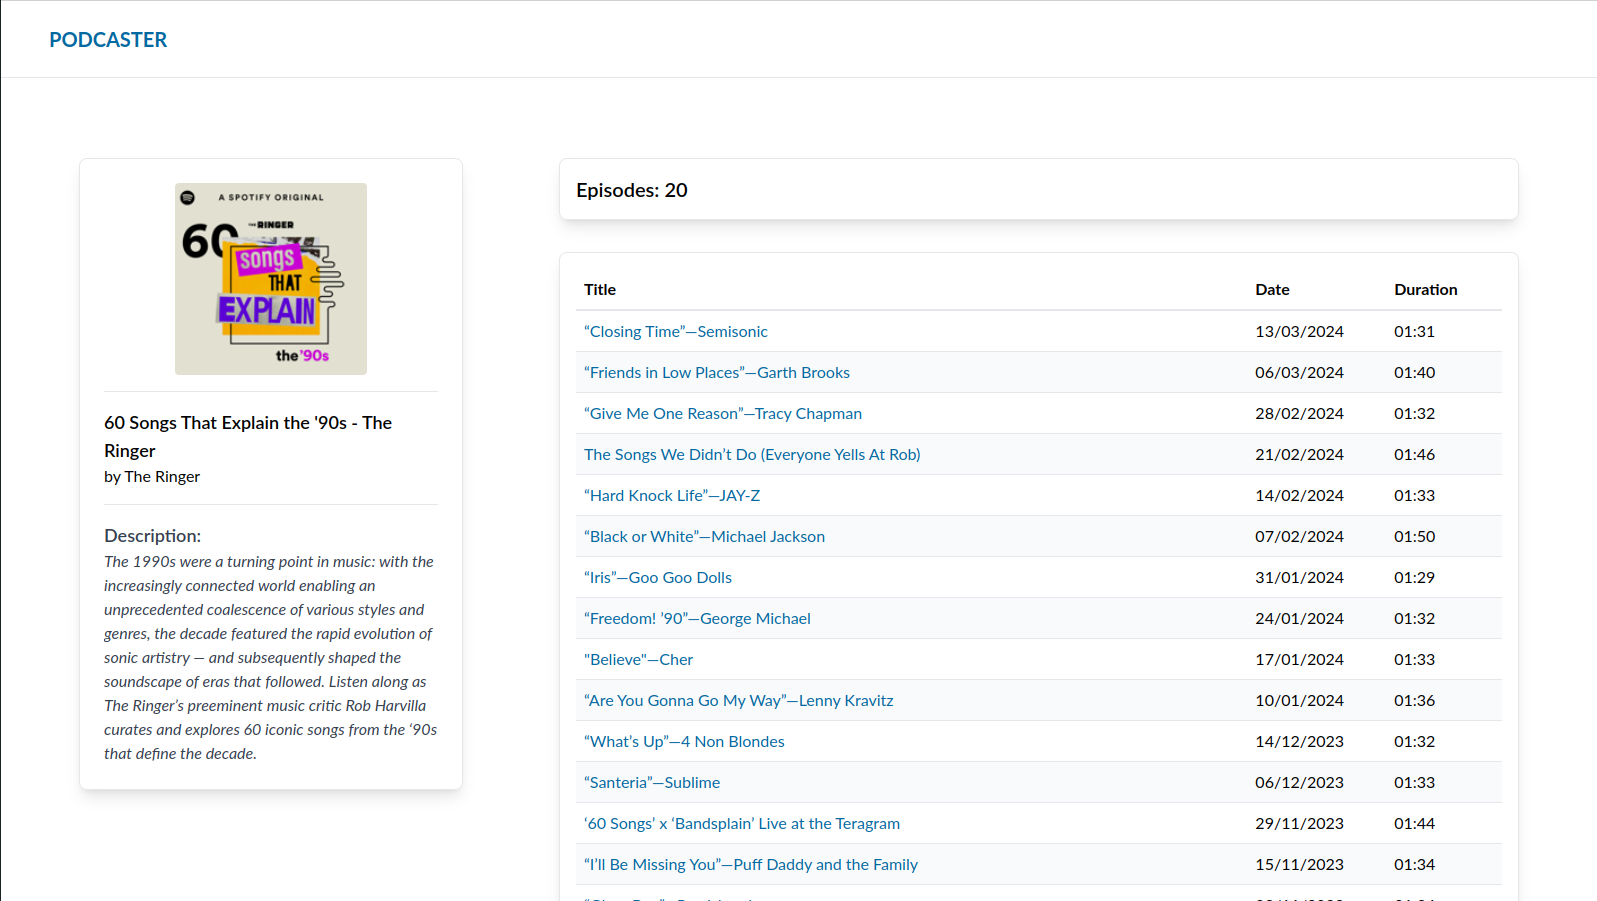 PODCASTER
A SPOTIFY ORIGINAL
THE RINGER
60
songs
THAT
EXPLAIN
the '90s
60 Songs That Explain the '90s - The
Ringer
by The Ringer
Description:
The 1990s were a turning point in music: with the
increasingly connected world enabling an
unprecedented coalescence of various styles and
genres, the decade featured the rapid evolution of
sonic artistry — and subsequently shaped the
soundscape of eras that followed. Listen along as
The Ringer’s preeminent music critic Rob Harvilla
curates and explores 60 iconic songs from the ‘90s
that define the decade.
Episodes: 20
Title Date Duration
“Closing Time”—Semisonic 13/03/2024 01:31
“Friends in Low Places”—Garth Brooks 06/03/2024 01:40
“Give Me One Reason”—Tracy Chapman 28/02/2024 01:32
The Songs We Didn’t Do (Everyone Yells At Rob) 21/02/2024 01:46
“Hard Knock Life”—JAY-Z 14/02/2024 01:33
“Black or White”—Michael Jackson 07/02/2024 01:50
“Iris”—Goo Goo Dolls 31/01/2024 01:29
“Freedom! ’90”—George Michael 24/01/2024 01:32
"Believe"—Cher 17/01/2024 01:33
“Are You Gonna Go My Way”—Lenny Kravitz 10/01/2024 01:36
“What’s Up”—4 Non Blondes 14/12/2023 01:32
“Santeria”—Sublime 06/12/2023 01:33
‘60 Songs’ x ‘Bandsplain’ Live at the Teragram 29/11/2023 01:44
“I’ll Be Missing You”—Puff Daddy and the Family 15/11/2023 01:34